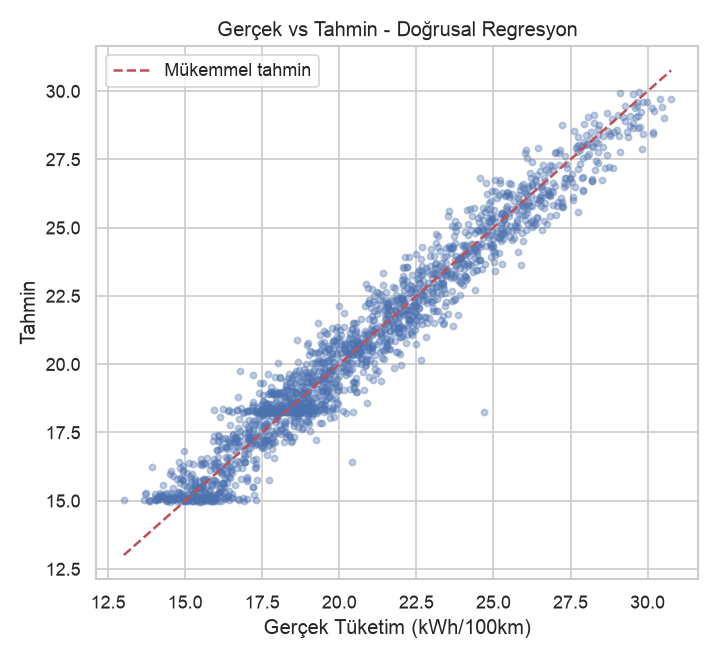 Gerçek vs Tahmin - Doğrusal Regresyon
Mükemmel tahmin
30.0
27.5
25.0
22.5
20.0
17.5
15.0
12.5
Tahmin
12.5 15.0 17.5 20.0 22.5 25.0 27.5 30.0
Gerçek Tüketim (kWh/100km)